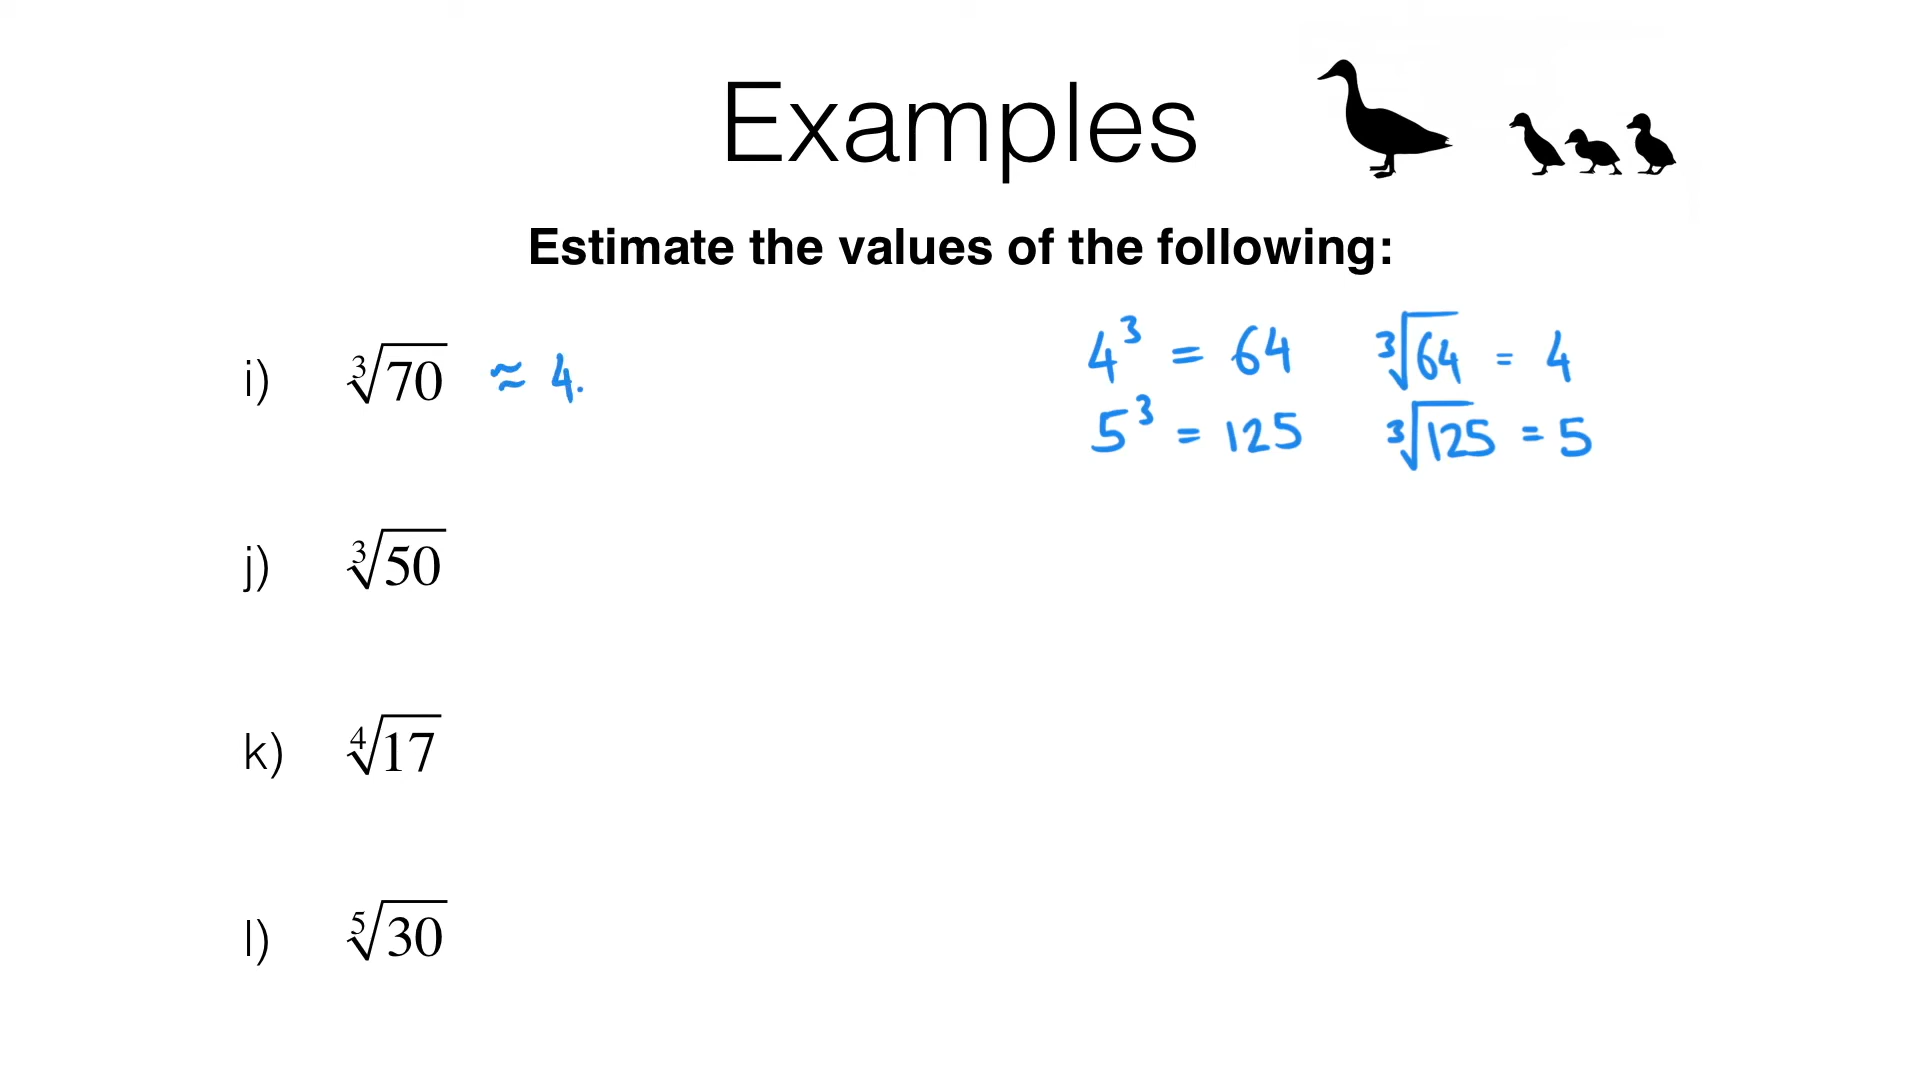 Examples
Estimate the values of the following:
i) ∛70 ≈ 4.
4³ = 64 ∛64 = 4
5³ = 125 ∛125 = 5
j) ∛50
k) ∜17
l) ⁵√30